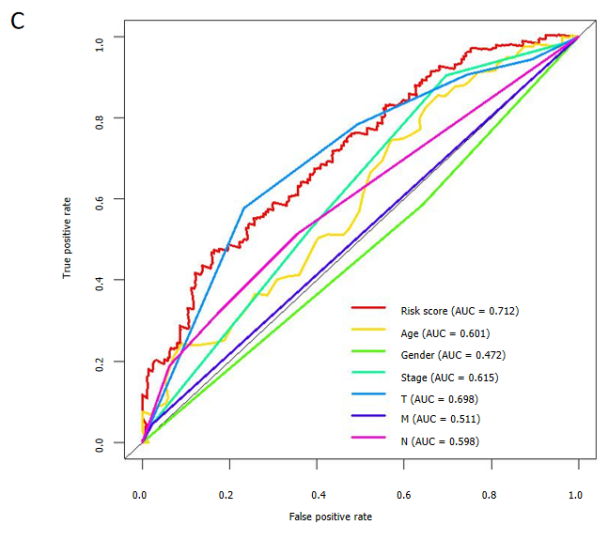 C
1.0
0.8
0.6
0.4
0.2
0.0
True positive rate
Risk score (AUC = 0.712)
Age (AUC = 0.601)
Gender (AUC = 0.472)
Stage (AUC = 0.615)
T (AUC = 0.698)
M (AUC = 0.511)
N (AUC = 0.598)
0.0 0.2 0.4 0.6 0.8 1.0
False positive rate